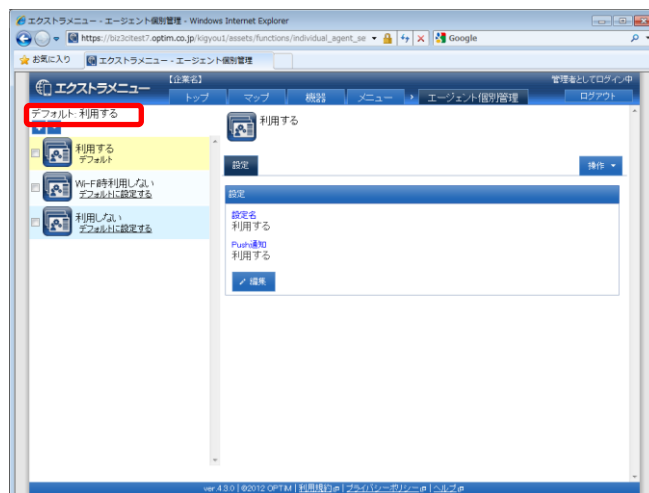 エクストラメニュー - エージェント個別管理 - Windows Internet Explorer
https://biz3citest7.optim.co.jp/kigyou1/assets/functions/individual_agent_se
Google
お気に入り
エクストラメニュー - エージェント個別管理
エクストラメニュー
【企業名】
管理者としてログイン中
トップ
マップ
機器
メニュー
エージェント個別管理
ログアウト
デフォルト: 利用する
利用する
デフォルト
Wi-Fi時利用しない
デフォルトに設定する
利用しない
デフォルトに設定する
利用する
設定
操作
設定
設定名
利用する
Push通知
利用する
編集
ver.4.3.0 | ©2012 OPTiM | 利用規約 | プライバシーポリシー | ヘルプ